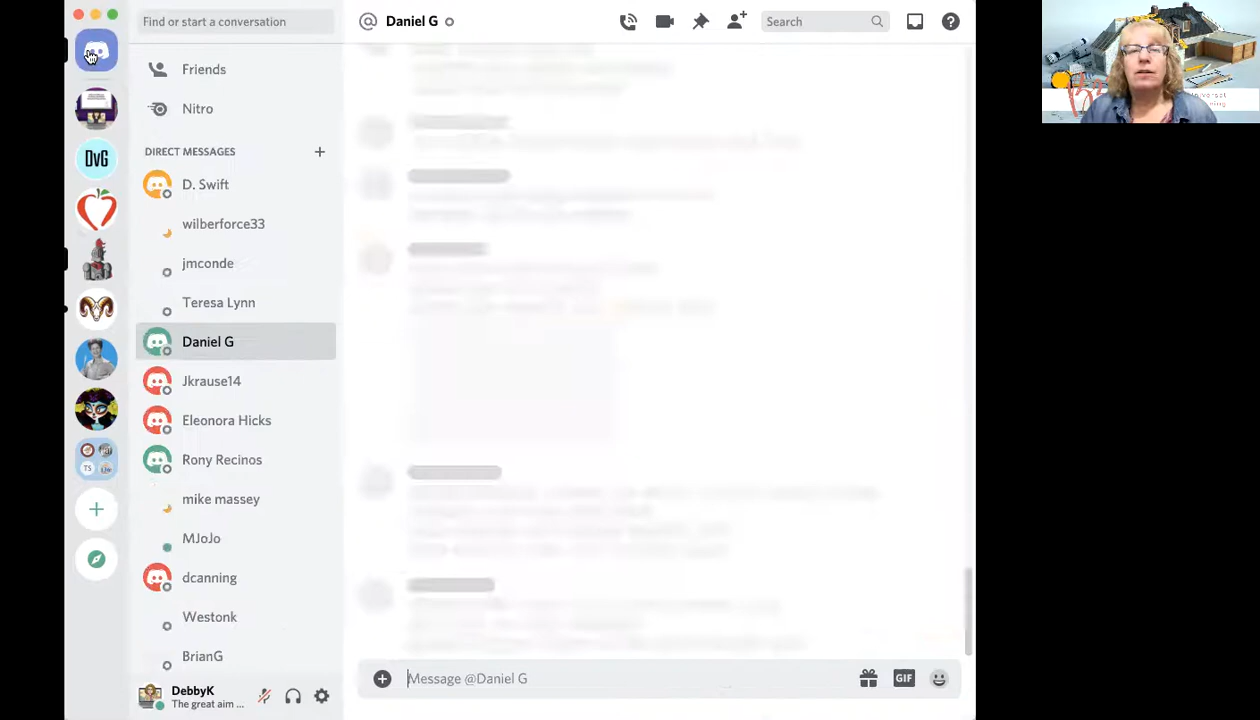 Find or start a conversation
Daniel G
Search
Friends
Nitro
DIRECT MESSAGES
D. Swift
wilberforce33
jmconde
Teresa Lynn
Daniel G
Jkrause14
Eleonora Hicks
Rony Recinos
mike massey
MJoJo
dcanning
Westonk
BrianG
DebbyK
The great aim ...
Message @Daniel G
GIF
DvG
TS